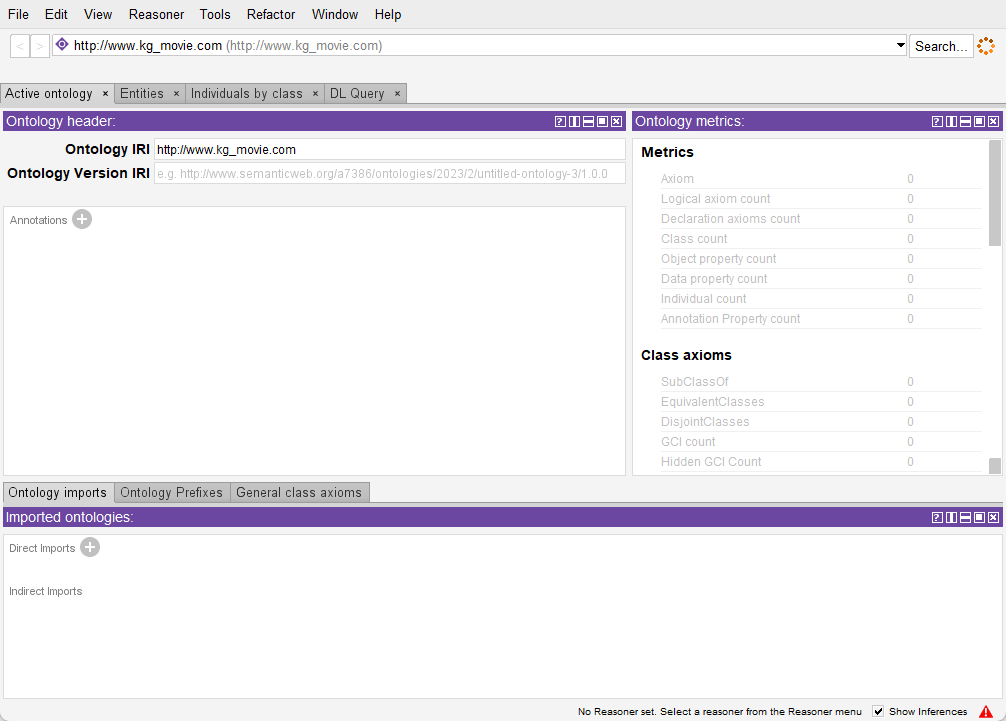 File Edit View Reasoner Tools Refactor Window Help
< > http://www.kg_movie.com (http://www.kg_movie.com) Search...
Active ontology × Entities × Individuals by class × DL Query ×
Ontology header:
Ontology IRI http://www.kg_movie.com
Ontology Version IRI e.g. http://www.semanticweb.org/a7386/ontologies/2023/2/untitled-ontology-3/1.0.0
Annotations
Ontology metrics:
Metrics
Axiom 0
Logical axiom count 0
Declaration axioms count 0
Class count 0
Object property count 0
Data property count 0
Individual count 0
Annotation Property count 0
Class axioms
SubClassOf 0
EquivalentClasses 0
DisjointClasses 0
GCI count 0
Hidden GCI Count 0
Ontology imports Ontology Prefixes General class axioms
Imported ontologies:
Direct Imports
Indirect Imports
No Reasoner set. Select a reasoner from the Reasoner menu Show Inferences